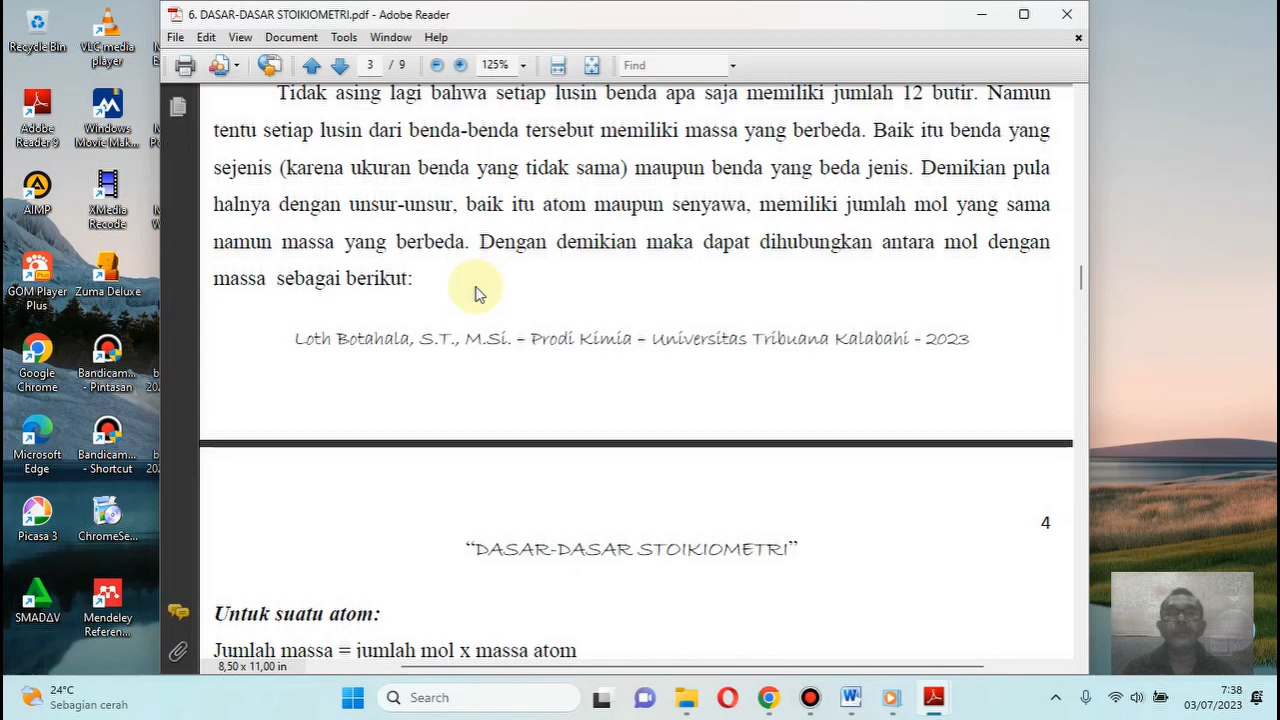 Recycle Bin
VLC media player
Adobe Reader 9
Windows Movie Mak...
AIMP
XMedia Recode
GOM Player Plus
Zuma Deluxe
Google Chrome
Bandicam... - Pintasan
Microsoft Edge
Bandicam... - Shortcut
Picasa 3
ChromeSe...
SMADΔV
Mendeley Referen...
6. DASAR-DASAR STOIKIOMETRI.pdf - Adobe Reader
File Edit View Document Tools Window Help
3 / 9 125% Find
Tidak asing lagi bahwa setiap lusin benda apa saja memiliki jumlah 12 butir. Namun
tentu setiap lusin dari benda-benda tersebut memiliki massa yang berbeda. Baik itu benda yang
sejenis (karena ukuran benda yang tidak sama) maupun benda yang beda jenis. Demikian pula
halnya dengan unsur-unsur, baik itu atom maupun senyawa, memiliki jumlah mol yang sama
namun massa yang berbeda. Dengan demikian maka dapat dihubungkan antara mol dengan
massa sebagai berikut:
Loth Botahala, S.T., M.Si. – Prodi Kimia – Universitas Tribuana Kalabahi - 2023
4
“DASAR-DASAR STOIKIOMETRI”
Untuk suatu atom:
Jumlah massa = jumlah mol x massa atom
8,50 x 11,00 in
24°C
Sebagian cerah
Search
7:38
03/07/2023